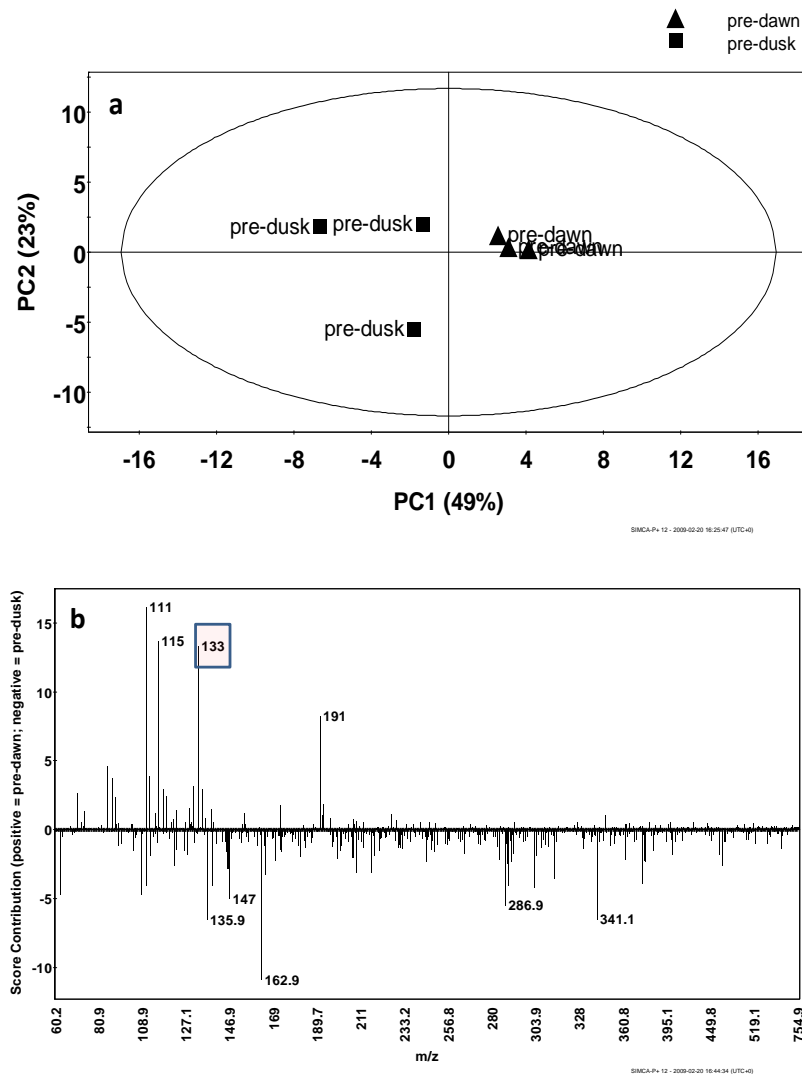 pre-dawn
pre-dusk
a
10
5
0
-5
-10
PC2 (23%)
pre-dusk pre-dusk
pre-dawn
pre-dawn
pre-dawn
pre-dusk
-16 -12 -8 -4 0 4 8 12 16
PC1 (49%)
SIMCA-P+ 12 - 2009-02-20 16:25:47 (UTC+0)
b
Score Contribution (positive = pre-dawn; negative = pre-dusk)
15
10
5
0
-5
-10
111
115
133
191
147
135.9
162.9
286.9
341.1
60.2 80.9 108.9 127.1 146.9 169 189.7 211 233.2 256.8 280 303.9 328 360.8 395.1 449.8 519.1 754.9
m/z
SIMCA-P+ 12 - 2009-02-20 16:44:34 (UTC+0)